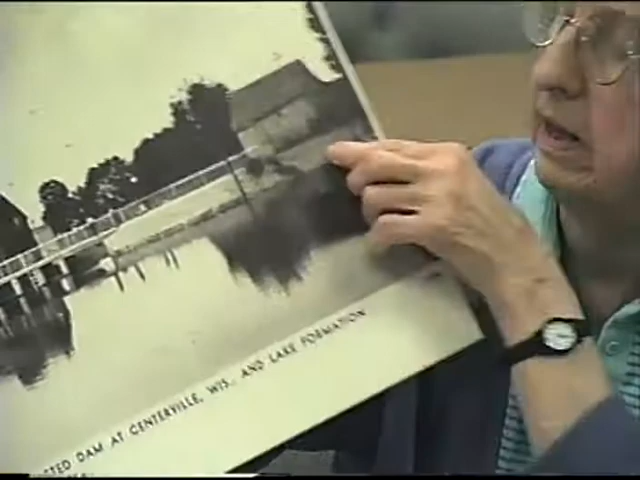 DAM AT CENTERVILLE, WIS., AND LAKE FORMATION